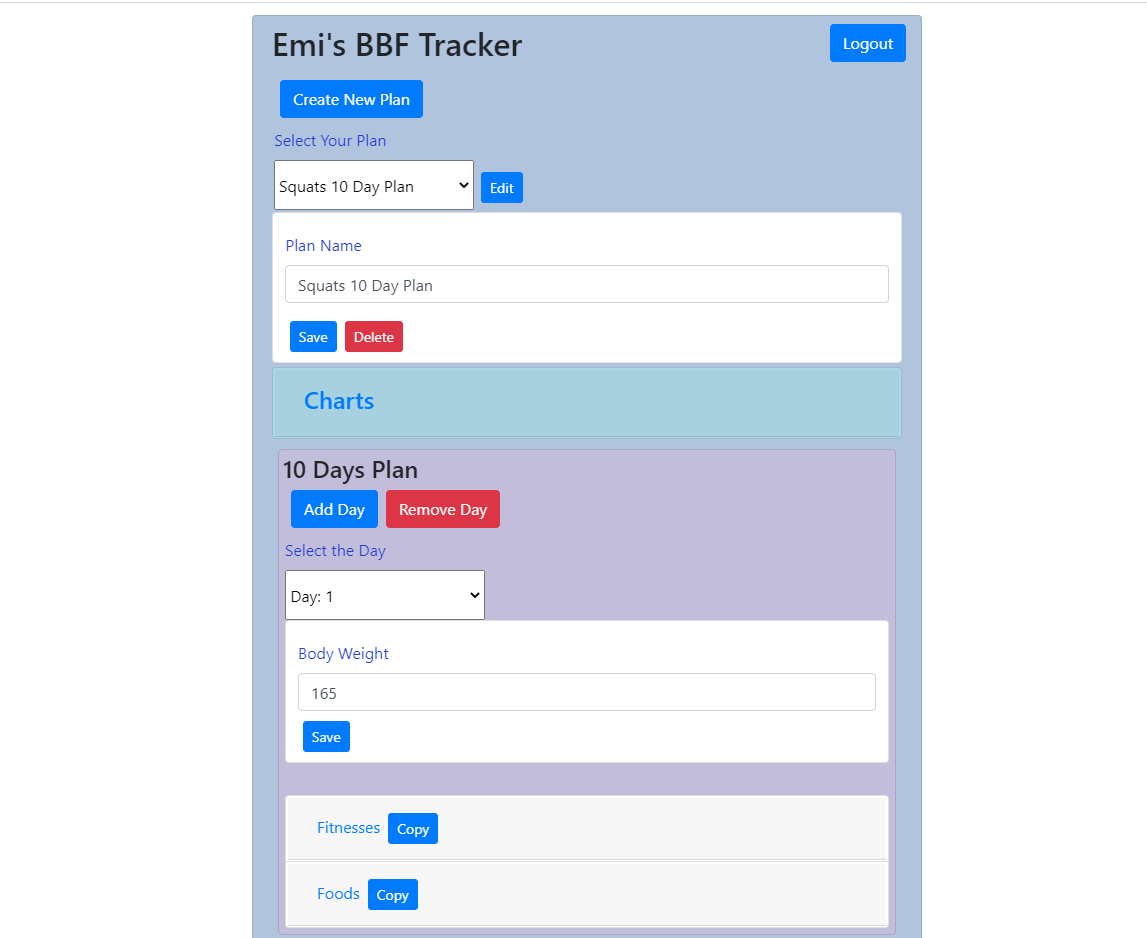 Emi's BBF Tracker
Logout
Create New Plan
Select Your Plan
Squats 10 Day Plan
Edit
Plan Name
Squats 10 Day Plan
Save Delete
Charts
10 Days Plan
Add Day Remove Day
Select the Day
Day: 1
Body Weight
165
Save
Fitnesses Copy
Foods Copy